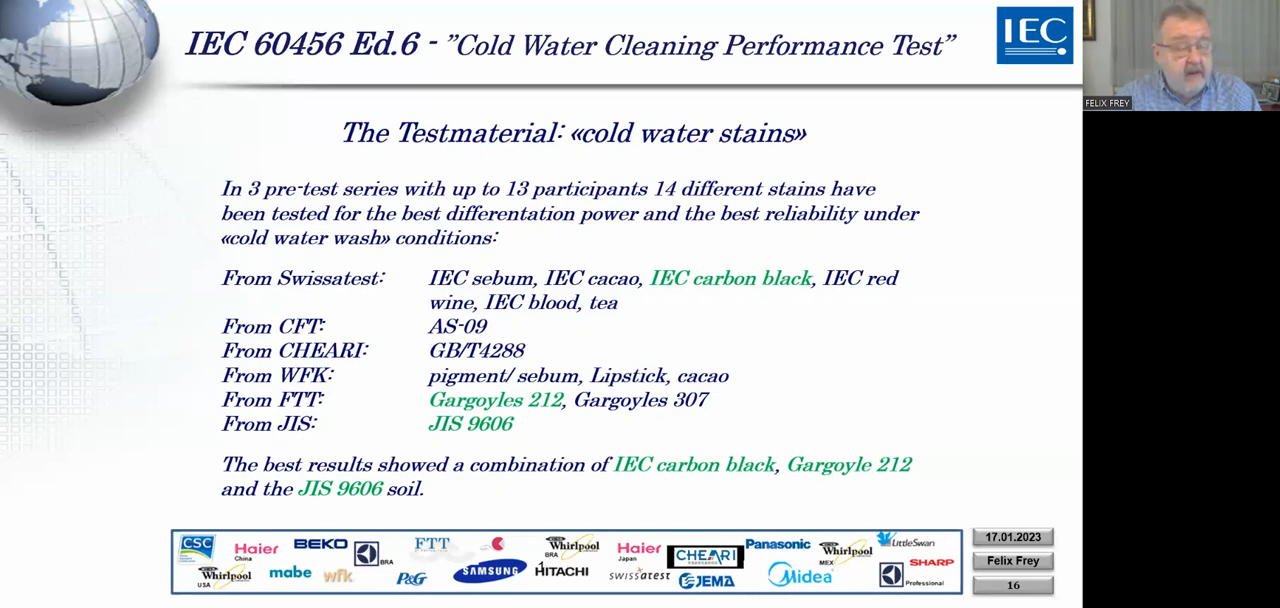 IEC 60456 Ed.6 - "Cold Water Cleaning Performance Test"
IEC
FELIX FREY
The Testmaterial: «cold water stains»
In 3 pre-test series with up to 13 participants 14 different stains have
been tested for the best differentation power and the best reliability under
«cold water wash» conditions:
From Swissatest: IEC sebum, IEC cacao, IEC carbon black, IEC red
wine, IEC blood, tea
From CFT: AS-09
From CHEARI: GB/T4288
From WFK: pigment/ sebum, Lipstick, cacao
From FTT: Gargoyles 212, Gargoyles 307
From JIS: JIS 9606
The best results showed a combination of IEC carbon black, Gargoyle 212
and the JIS 9606 soil.
CSC
Haier
China
BEKO
BRA
FTT
Whirlpool
BRA
Haier
Japan
CHEARI
Panasonic
Whirlpool
MEX
LittleSwan
Whirlpool
USA
mabe
wfk
P&G
SAMSUNG
HITACHI
swissatest
JEMA
Midea
SHARP
Professional
17.01.2023
Felix Frey
16